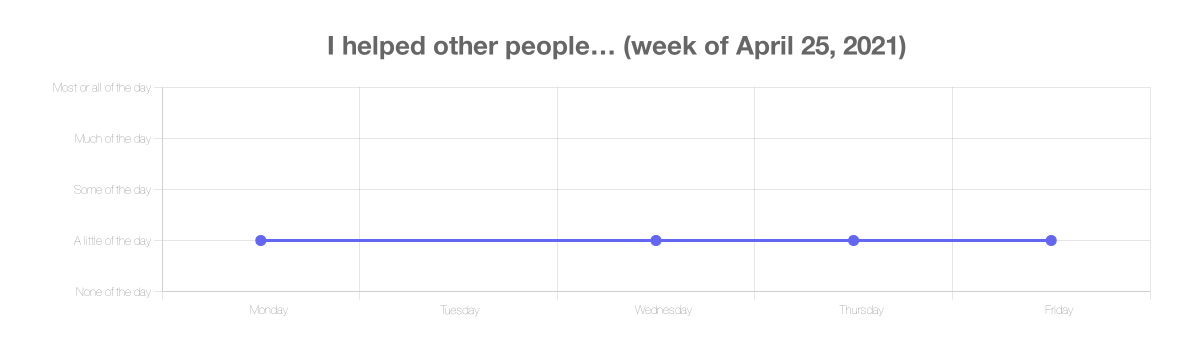 I helped other people... (week of April 25, 2021)
Most or all of the day
Much of the day
Some of the day
A little of the day
None of the day
Monday Tuesday Wednesday Thursday Friday